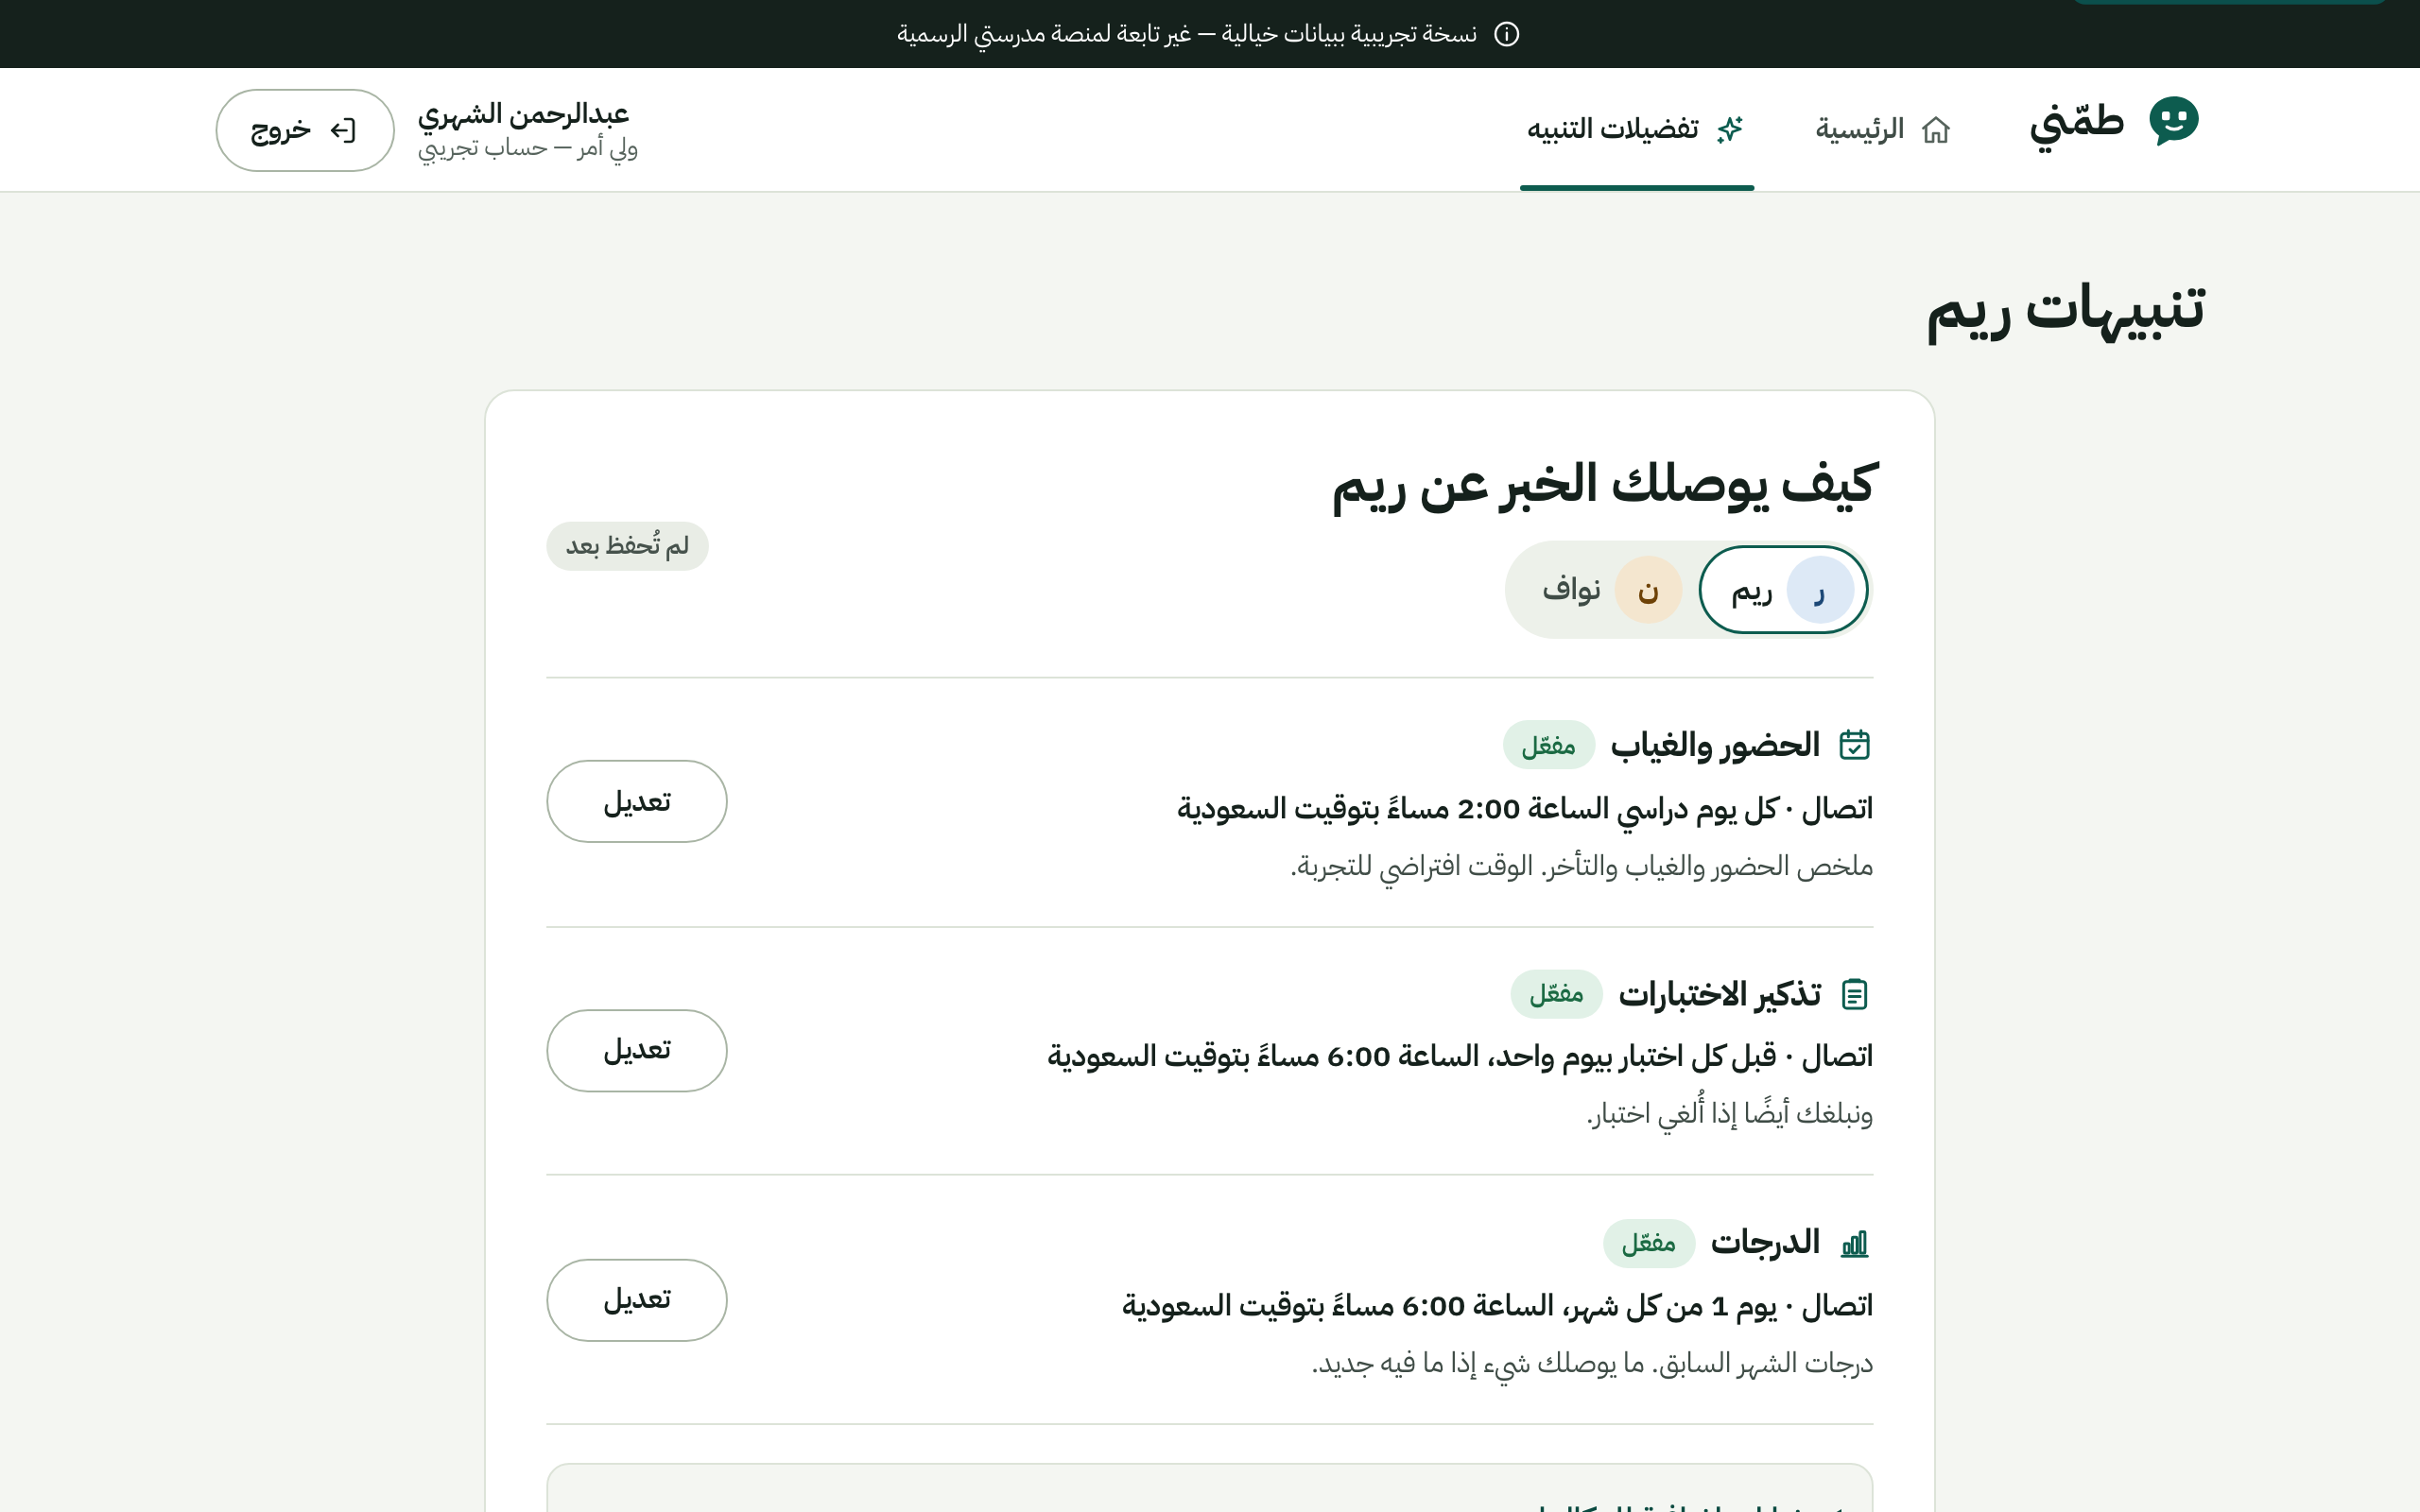 نسخة تجريبية ببيانات خيالية — غير تابعة لمنصة مدرستي الرسمية
طمّني
الرئيسية
تفضيلات التنبيه
عبدالرحمن الشهري
ولي أمر — حساب تجريبي
خروج
تنبيهات ريم
كيف يوصلك الخبر عن ريم
لم تُحفظ بعد
ر ريم
ن نواف
الحضور والغياب مفعّل
اتصال · كل يوم دراسي الساعة 2:00 مساءً بتوقيت السعودية
ملخص الحضور والغياب والتأخر. الوقت افتراضي للتجربة.
تعديل
تذكير الاختبارات مفعّل
اتصال · قبل كل اختبار بيوم واحد، الساعة 6:00 مساءً بتوقيت السعودية
ونبلغك أيضًا إذا أُلغي اختبار.
تعديل
الدرجات مفعّل
اتصال · يوم 1 من كل شهر، الساعة 6:00 مساءً بتوقيت السعودية
درجات الشهر السابق. ما يوصلك شيء إذا ما فيه جديد.
تعديل